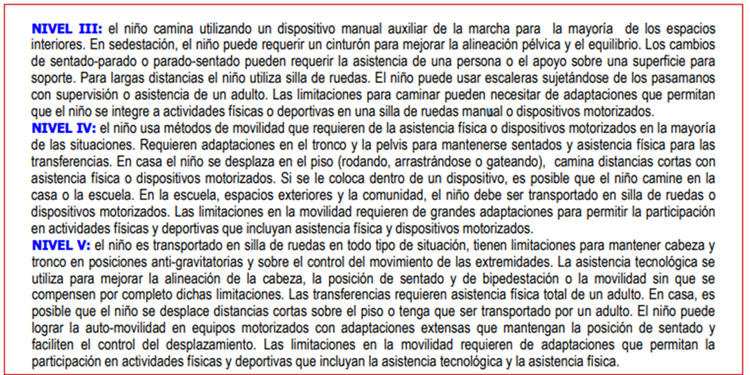 NIVEL III: el niño camina utilizando un dispositivo manual auxiliar de la marcha para la mayoría de los espacios
interiores. En sedestación, el niño puede requerir un cinturón para mejorar la alineación pélvica y el equilibrio. Los cambios
de sentado-parado o parado-sentado pueden requerir la asistencia de una persona o el apoyo sobre una superficie para
soporte. Para largas distancias el niño utiliza silla de ruedas. El niño puede usar escaleras sujetándose de los pasamanos
con supervisión o asistencia de un adulto. Las limitaciones para caminar pueden necesitar de adaptaciones que permitan
que el niño se integre a actividades físicas o deportivas en una silla de ruedas manual o dispositivos motorizados.
NIVEL IV: el niño usa métodos de movilidad que requieren de la asistencia física o dispositivos motorizados en la mayoría
de las situaciones. Requieren adaptaciones en el tronco y la pelvis para mantenerse sentados y asistencia física para las
transferencias. En casa el niño se desplaza en el piso (rodando, arrastrándose o gateando), camina distancias cortas con
asistencia física o dispositivos motorizados. Si se le coloca dentro de un dispositivo, es posible que el niño camine en la
casa o la escuela. En la escuela, espacios exteriores y la comunidad, el niño debe ser transportado en silla de ruedas o
dispositivos motorizados. Las limitaciones en la movilidad requieren de grandes adaptaciones para permitir la participación
en actividades físicas y deportivas que incluyan asistencia física y dispositivos motorizados.
NIVEL V: el niño es transportado en silla de ruedas en todo tipo de situación, tienen limitaciones para mantener cabeza y
tronco en posiciones anti-gravitatorias y sobre el control del movimiento de las extremidades. La asistencia tecnológica se
utiliza para mejorar la alineación de la cabeza, la posición de sentado y de bipedestación o la movilidad sin que se
compensen por completo dichas limitaciones. Las transferencias requieren asistencia física total de un adulto. En casa, es
posible que el niño se desplace distancias cortas sobre el piso o tenga que ser transportado por un adulto. El niño puede
lograr la auto-movilidad en equipos motorizados con adaptaciones extensas que mantengan la posición de sentado y
faciliten el control del desplazamiento. Las limitaciones en la movilidad requieren de adaptaciones que permitan la
participación en actividades físicas y deportivas que incluyan la asistencia tecnológica y la asistencia física.